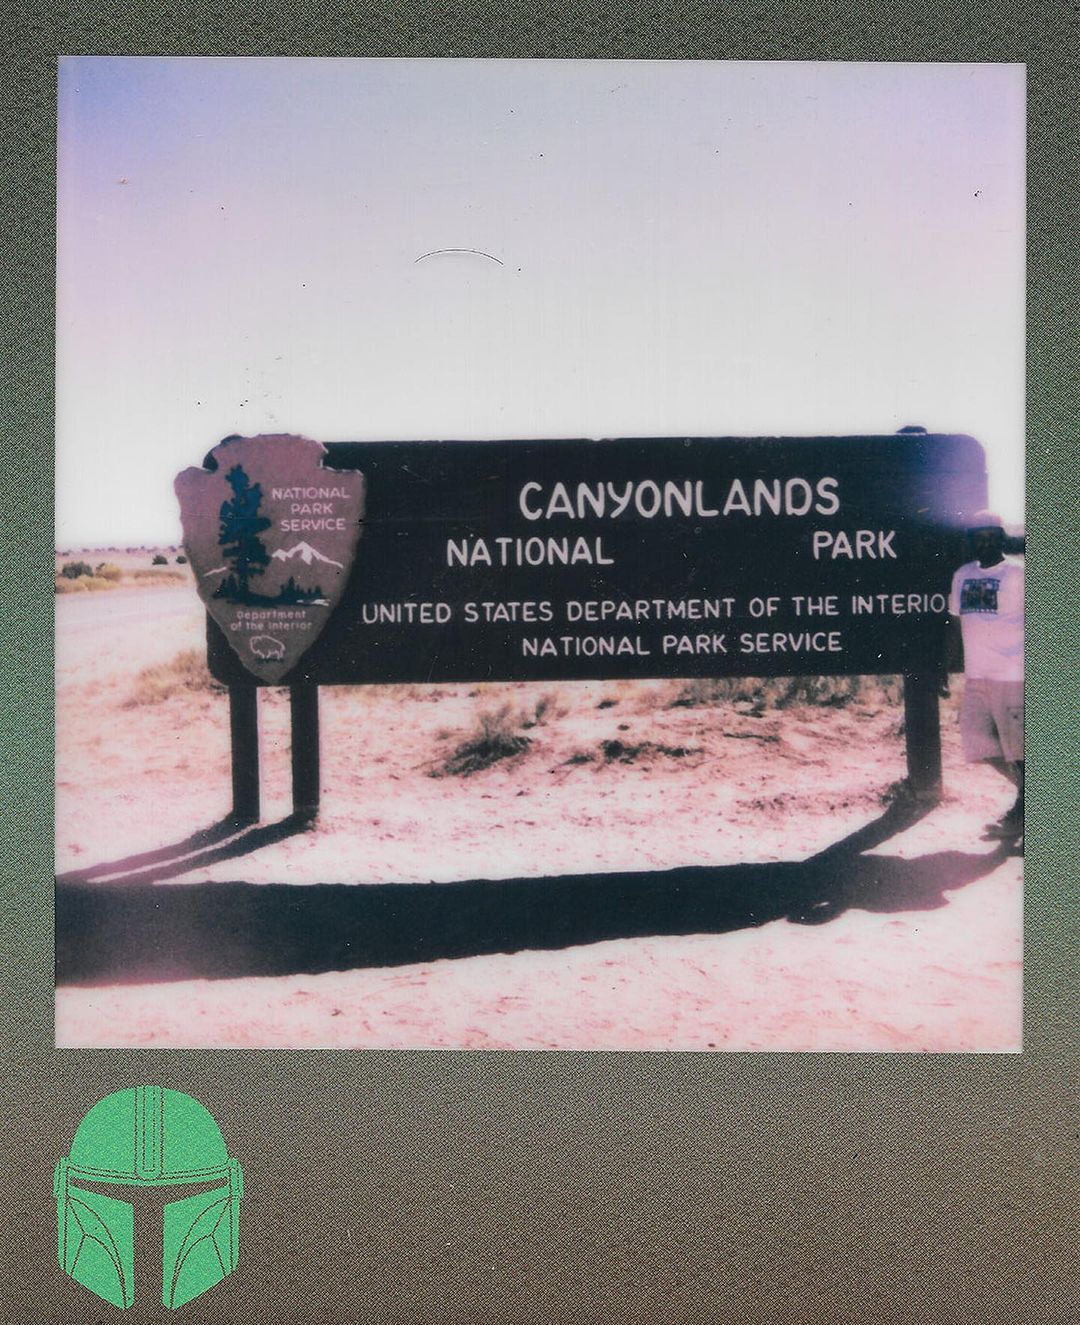 NATIONAL
PARK
SERVICE
Department
of the Interior
CANYONLANDS
NATIONAL PARK
UNITED STATES DEPARTMENT OF THE INTERIO
NATIONAL PARK SERVICE